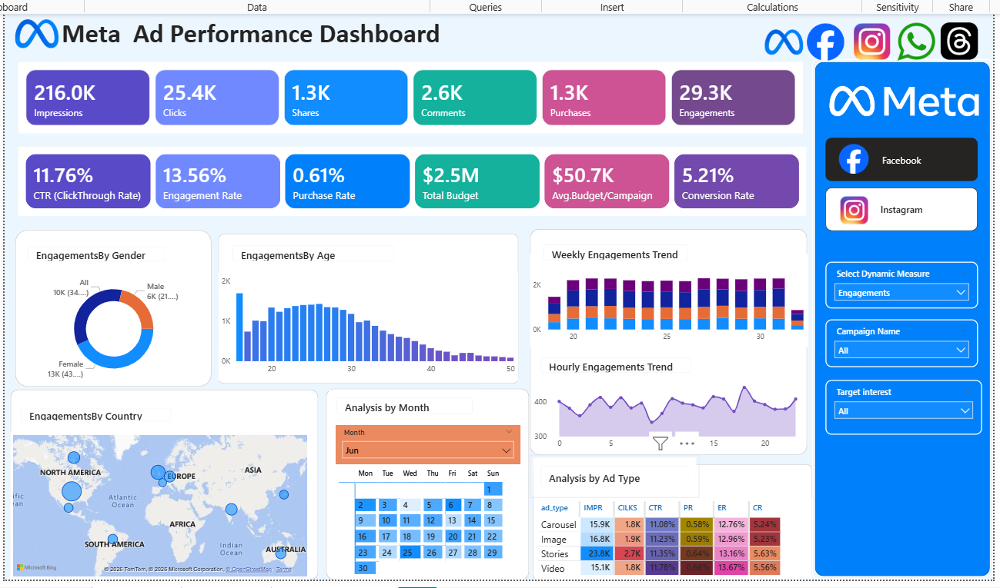 Data Queries Insert Calculations Sensitivity Share
Meta Ad Performance Dashboard
216.0K 25.4K 1.3K 2.6K 1.3K 29.3K
Impressions Clicks Shares Comments Purchases Engagements
Meta
11.76% 13.56% 0.61% $2.5M $50.7K 5.21%
CTR (ClickThrough Rate) Engagement Rate Purchase Rate Total Budget Avg.Budget/Campaign Conversion Rate
Facebook
Instagram
Select Dynamic Measure
Engagements
Campaign Name
All
Target interest
All
EngagementsBy Gender
All
10K (34....)
Male
6K (21....)
Female
13K (43....)
EngagementsBy Age
2K
1K
0K
20 30 40 50
Weekly Engagements Trend
2K
0K
20 25 30
Hourly Engagements Trend
400
300
0 5 15 20
EngagementsBy Country
NORTH AMERICA
EUROPE
ASIA
Atlantic
Ocean
AFRICA
SOUTH AMERICA
Indian
Ocean
AUSTRALIA
Microsoft Bing
© 2026 TomTom, © 2026 Microsoft Corporation, © OpenStreetMap Terms
Analysis by Month
Month
Jun
Mon Tue Wed Thu Fri Sat Sun
1
2 3 4 5 6 7 8
9 10 11 12 13 14 15
16 17 18 19 20 21 22
23 24 25 26 27 28 29
30
Analysis by Ad Type
ad_type IMPR CILKS CTR PR ER CR
Carousel 15.9K 1.8K 11.08% 0.58% 12.76% 5.24%
Image 16.8K 1.9K 11.23% 0.59% 12.96% 5.23%
Stories 23.8K 2.7K 11.35% 0.64% 13.16% 5.63%
Video 15.1K 1.8K 11.78% 0.66% 13.67% 5.56%